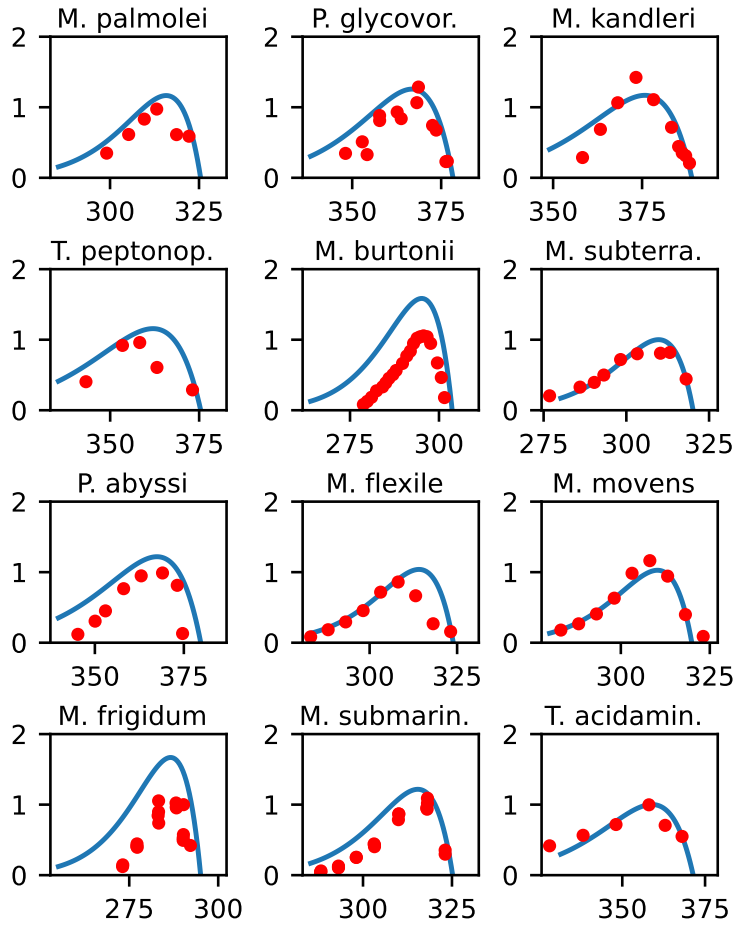 M. palmolei P. glycovor. M. kandleri
2 2 2
1 1 1
0 0 0
300 325 350 375 350 375
T. peptonop. M. burtonii M. subterra.
2 2 2
1 1 1
0 0 0
350 375 275 300 275 300 325
P. abyssi M. flexile M. movens
2 2 2
1 1 1
0 0 0
350 375 300 325 300 325
M. frigidum M. submarin. T. acidamin.
2 2 2
1 1 1
0 0 0
275 300 300 325 350 375